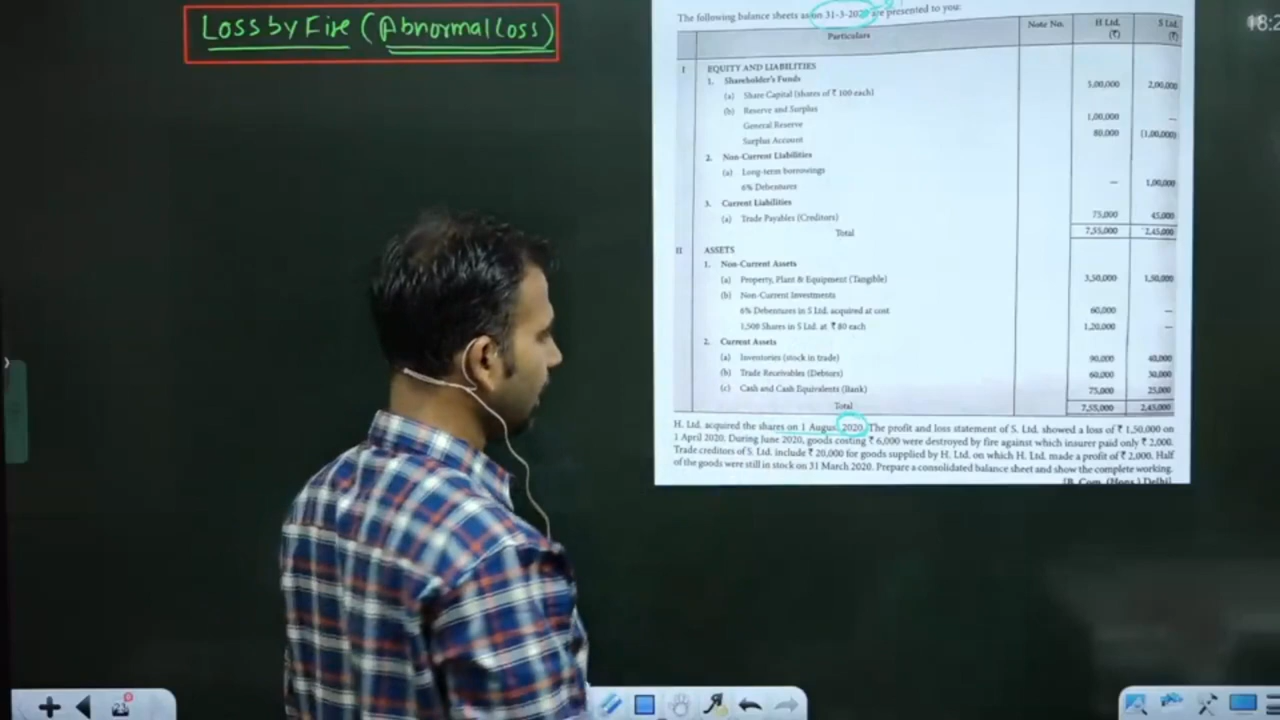 Loss by Fire (Abnormal Loss)
The following balance sheets as on 31-3-202 are presented to you:
Particulars Note No. H Ltd. (₹) S Ltd. (₹)
I EQUITY AND LIABILITIES
1. Shareholder's Funds
(a) Share Capital (shares of ₹ 100 each) 5,00,000 2,00,000
(b) Reserve and Surplus
General Reserve 1,00,000 —
Surplus Account 80,000 (1,00,000)
2. Non-Current Liabilities
(a) Long-term borrowings
6% Debentures — 1,00,000
3. Current Liabilities
(a) Trade Payables (Creditors) 75,000 45,000
Total 7,55,000 2,45,000
II ASSETS
1. Non-Current Assets
(a) Property, Plant & Equipment (Tangible) 3,50,000 1,50,000
(b) Non-Current Investments
6% Debentures in S Ltd. acquired at cost 60,000 —
1,500 Shares in S Ltd. at ₹ 80 each 1,20,000 —
2. Current Assets
(a) Inventories (stock in trade) 90,000 40,000
(b) Trade Receivables (Debtors) 60,000 30,000
(c) Cash and Cash Equivalents (Bank) 75,000 25,000
Total 7,55,000 2,45,000
H. Ltd. acquired the shares on 1 August 2020. The profit and loss statement of S. Ltd. showed a loss of ₹ 1,50,000 on
1 April 2020. During June 2020, goods costing ₹ 6,000 were destroyed by fire against which insurer paid only ₹ 2,000.
Trade creditors of S. Ltd. include ₹ 20,000 for goods supplied by H. Ltd. on which H. Ltd. made a profit of ₹ 2,000. Half
of the goods were still in stock on 31 March 2020. Prepare a consolidated balance sheet and show the complete working.
[B. Com. (Hons.) Delhi]
18:2